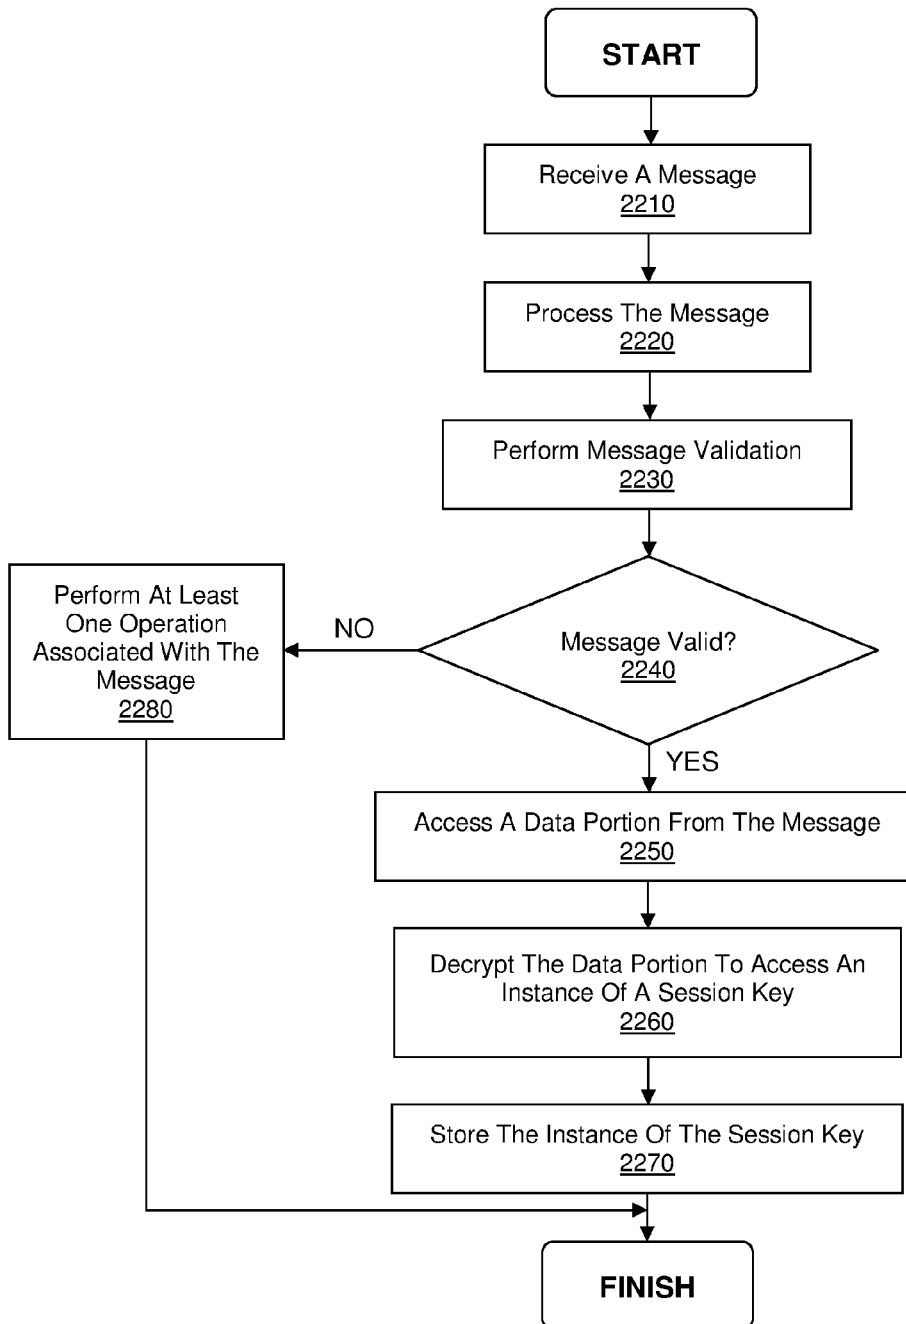 START
Receive A Message
2210
Process The Message
2220
Perform Message Validation
2230
Message Valid?
2240
NO
Perform At Least
One Operation
Associated With The
Message
2280
YES
Access A Data Portion From The Message
2250
Decrypt The Data Portion To Access An
Instance Of A Session Key
2260
Store The Instance Of The Session Key
2270
FINISH